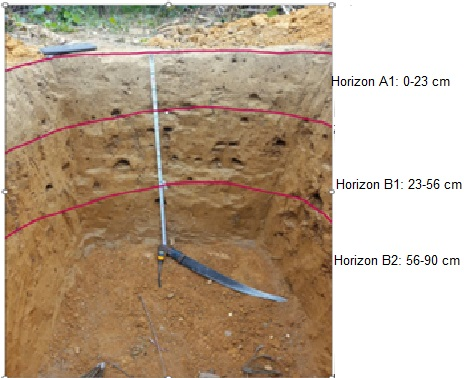 Horizon A1: 0-23 cm
Horizon B1: 23-56 cm
Horizon B2: 56-90 cm